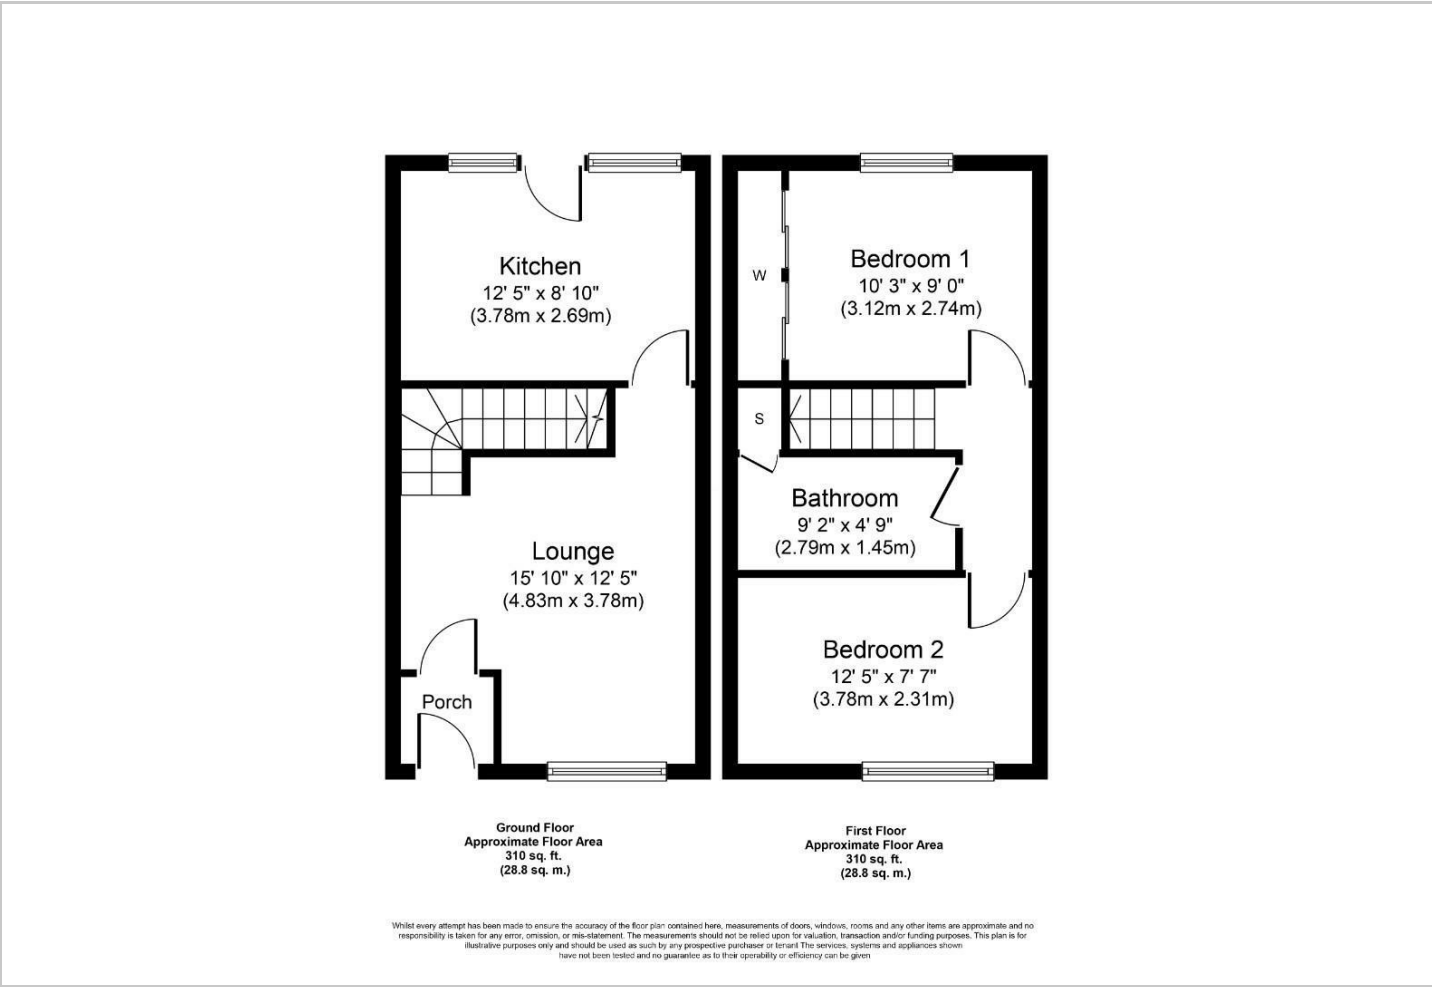 Kitchen
12' 5" x 8' 10"
(3.78m x 2.69m)
Lounge
15' 10" x 12' 5"
(4.83m x 3.78m)
Porch
W
Bedroom 1
10' 3" x 9' 0"
(3.12m x 2.74m)
S
Bathroom
9' 2" x 4' 9"
(2.79m x 1.45m)
Bedroom 2
12' 5" x 7' 7"
(3.78m x 2.31m)
Ground Floor
Approximate Floor Area
310 sq. ft.
(28.8 sq. m.)
First Floor
Approximate Floor Area
310 sq. ft.
(28.8 sq. m.)
Whilst every attempt has been made to ensure the accuracy of the floor plan contained here, measurements of doors, windows, rooms and any other items are approximate and no
responsibility is taken for any error, omission, or mis-statement. The measurements should not be relied upon for valuation, transaction and/or funding purposes. This plan is for
illustrative purposes only and should be used as such by any prospective purchaser or tenant The services, systems and appliances shown
have not been tested and no guarantee as to their operability or efficiency can be given